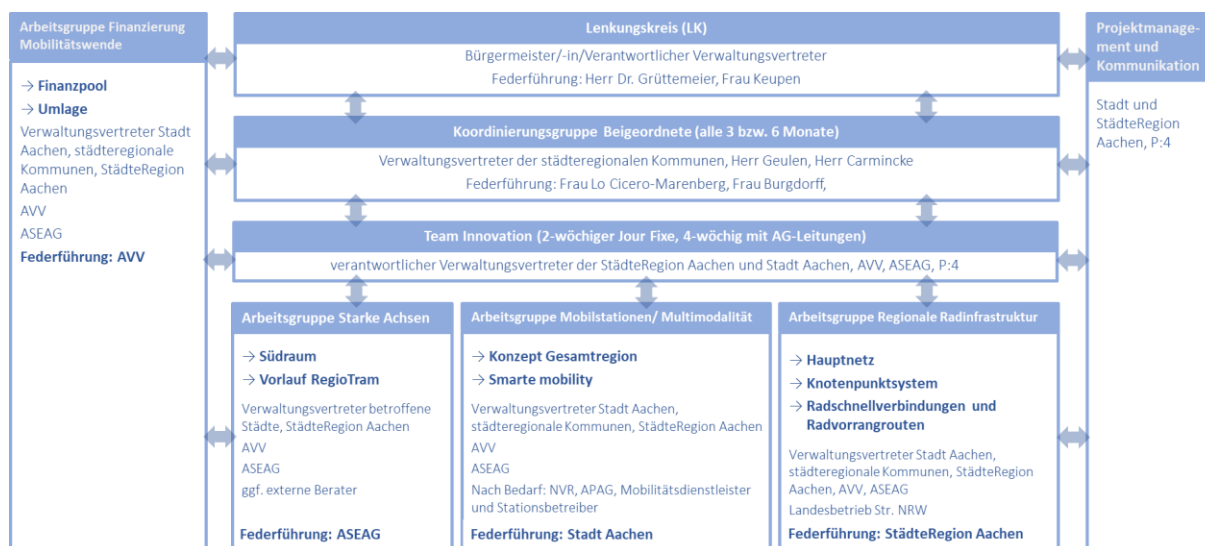 Arbeitsgruppe Finanzierung
Mobilitätswende
→ Finanzpool
→ Umlage
Verwaltungsvertreter Stadt
Aachen, städteregionale
Kommunen, StädteRegion
Aachen
AVV
ASEAG
Federführung: AVV
Lenkungskreis (LK)
Bürgermeister/-in/Verantwortlicher Verwaltungsvertreter
Federführung: Herr Dr. Grüttemeier, Frau Keupen
Koordinierungsgruppe Beigeordnete (alle 3 bzw. 6 Monate)
Verwaltungsvertreter der städteregionalen Kommunen, Herr Geulen, Herr Carmincke
Federführung: Frau Lo Cicero-Marenberg, Frau Burgdorff,
Team Innovation (2-wöchiger Jour Fixe, 4-wöchig mit AG-Leitungen)
verantwortlicher Verwaltungsvertreter der StädteRegion Aachen und Stadt Aachen, AVV, ASEAG, P:4
Arbeitsgruppe Starke Achsen
→ Südraum
→ Vorlauf RegioTram
Verwaltungsvertreter betroffene
Städte, StädteRegion Aachen
AVV
ASEAG
ggf. externe Berater
Federführung: ASEAG
Arbeitsgruppe Mobilstationen/ Multimodalität
→ Konzept Gesamtregion
→ Smarte mobility
Verwaltungsvertreter Stadt Aachen,
städteregionale Kommunen, StädteRegion Aachen
AVV
ASEAG
Nach Bedarf: NVR, APAG, Mobilitätsdienstleister
und Stationsbetreiber
Federführung: Stadt Aachen
Arbeitsgruppe Regionale Radinfrastruktur
→ Hauptnetz
→ Knotenpunktsystem
→ Radschnellverbindungen und
Radvorrangrouten
Verwaltungsvertreter Stadt Aachen,
städteregionale Kommunen, StädteRegion
Aachen, AVV, ASEAG
Landesbetrieb Str. NRW
Federführung: StädteRegion Aachen
Projektmanage-
ment und
Kommunikation
Stadt und
StädteRegion
Aachen, P:4